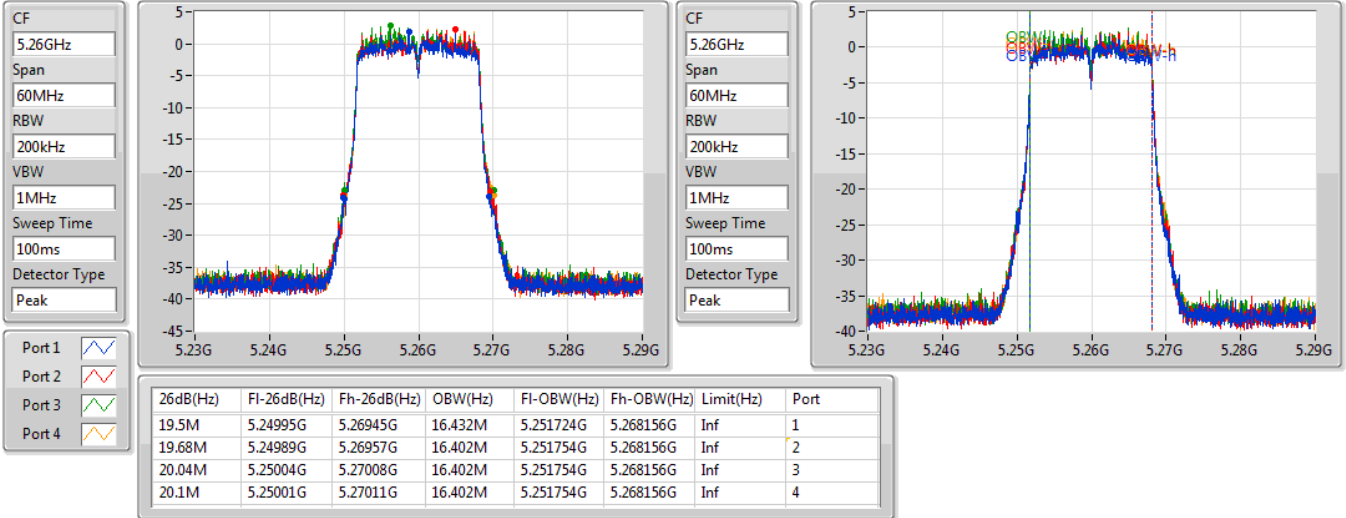 CF
5.26GHz
Span
60MHz
RBW
200kHz
VBW
1MHz
Sweep Time
100ms
Detector Type
Peak
5
0
-5
-10
-15
-20
-25
-30
-35
-40
-45
5.23G 5.24G 5.25G 5.26G 5.27G 5.28G 5.29G
CF
5.26GHz
Span
60MHz
RBW
200kHz
VBW
1MHz
Sweep Time
100ms
Detector Type
Peak
5
0
-5
-10
-15
-20
-25
-30
-35
-40
5.23G 5.24G 5.25G 5.26G 5.27G 5.28G 5.29G
Port 1
Port 2
Port 3
Port 4
26dB(Hz) Fl-26dB(Hz) Fh-26dB(Hz) OBW(Hz) Fl-OBW(Hz) Fh-OBW(Hz) Limit(Hz) Port
19.5M 5.24995G 5.26945G 16.432M 5.251724G 5.268156G Inf 1
19.68M 5.24989G 5.26957G 16.402M 5.251754G 5.268156G Inf 2
20.04M 5.25004G 5.27008G 16.402M 5.251754G 5.268156G Inf 3
20.1M 5.25001G 5.27011G 16.402M 5.251754G 5.268156G Inf 4